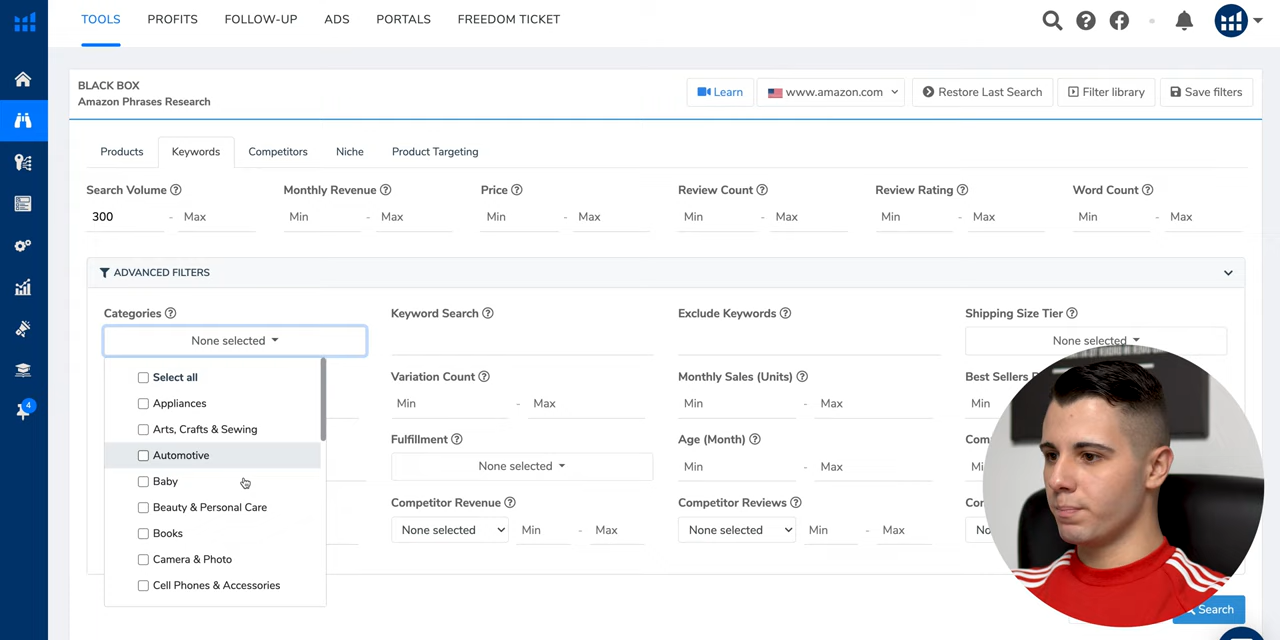 TOOLS PROFITS FOLLOW-UP ADS PORTALS FREEDOM TICKET
BLACK BOX
Amazon Phrases Research
Learn www.amazon.com Restore Last Search Filter library Save filters
Products Keywords Competitors Niche Product Targeting
Search Volume Monthly Revenue Price Review Count Review Rating Word Count
300 - Max Min - Max Min - Max Min - Max Min - Max Min - Max
ADVANCED FILTERS
Categories Keyword Search Exclude Keywords Shipping Size Tier
None selected None selected
Select all
Variation Count Monthly Sales (Units) Best Sellers
Appliances Min - Max Min - Max Min
Arts, Crafts & Sewing
Fulfillment Age (Month)
Automotive
None selected Min - Max
Baby
Competitor Revenue Competitor Reviews
Beauty & Personal Care
None selected Min - Max None selected Min - Max
Books
Camera & Photo
Cell Phones & Accessories
Search
4